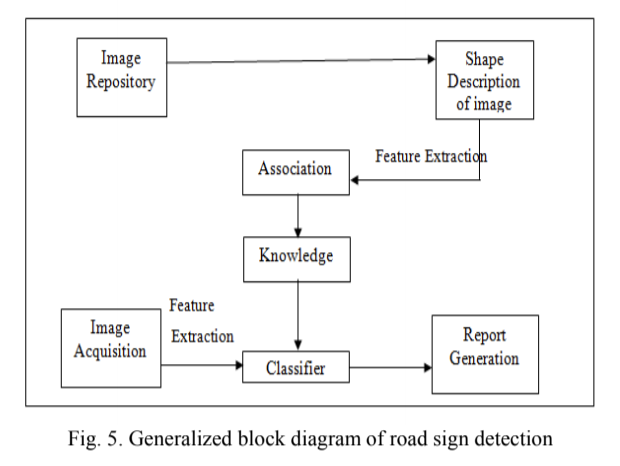 Image
Repository
Shape
Description
of image
Feature Extraction
Association
Knowledge
Feature
Extraction
Image
Acquisition
Classifier
Report
Generation
Fig. 5. Generalized block diagram of road sign detection